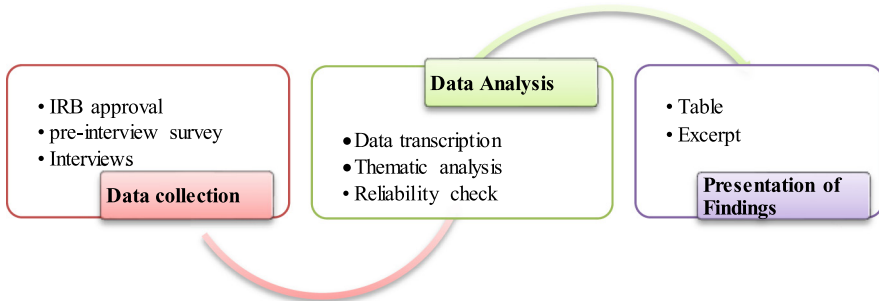 • IRB approval
• pre-interview survey
• Interviews
Data collection
Data Analysis
• Data transcription
• Thematic analysis
• Reliability check
• Table
• Excerpt
Presentation of
Findings